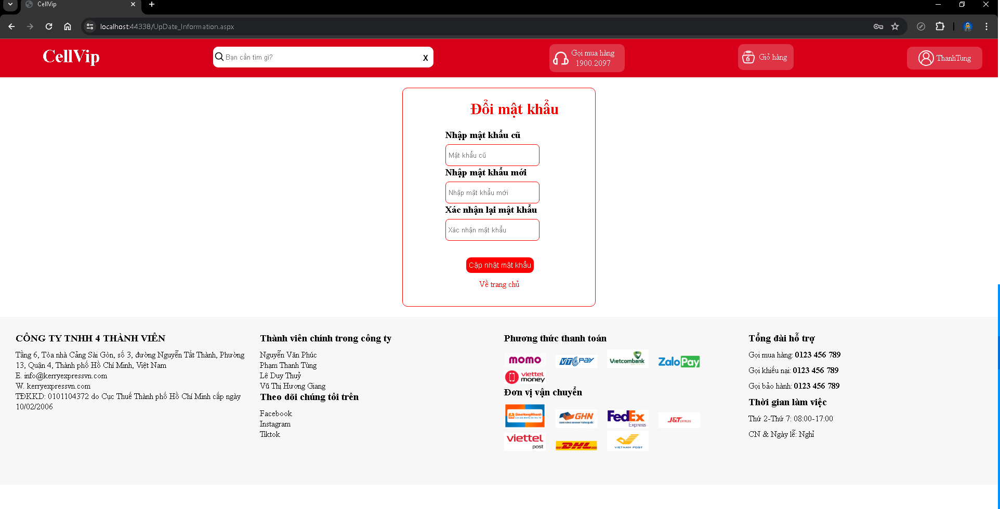 CellVip
localhost:44338/UpDate_Information.aspx
CellVip
Bạn cần tìm gì?
X
Gọi mua hàng
1900.2097
6
Giỏ hàng
ThanhTung
Đổi mật khẩu
Nhập mật khẩu cũ
Mật khẩu cũ
Nhập mật khẩu mới
Nhập mật khẩu mới
Xác nhận lại mật khẩu
Xác nhận mật khẩu
Cập nhật mật khẩu
Về trang chủ
CÔNG TY TNHH 4 THÀNH VIÊN
Tầng 6, Tòa nhà Cảng Sài Gòn, số 3, đường Nguyễn Tất Thành, Phường
13, Quận 4, Thành phố Hồ Chí Minh, Việt Nam
E. info@kerryexpressvn.com
W. kerryexpressvn.com
TĐKKD: 0101104372 do Cục Thuế Thành phố Hồ Chí Minh cấp ngày
10/02/2006
Thành viên chính trong công ty
Nguyễn Văn Phúc
Phạm Thanh Tùng
Lê Duy Thuỷ
Vũ Thị Hương Giang
Theo dõi chúng tôi trên
Facebook
Instagram
Tiktok
Phương thức thanh toán
MOMO
VTC PAY
Vietcombank
ZaloPay
viettel
money
Đơn vị vận chuyển
GiaoHangNhanh
GHN
GIAO HÀNG NHANH TOÀN QUỐC
FedEx
Express
J&T EXPRESS
viettel
post
DHL
VIETNAM POST
Tổng đài hỗ trợ
Gọi mua hàng: 0123 456 789
Gọi khiếu nại: 0123 456 789
Gọi bảo hành: 0123 456 789
Thời gian làm việc
Thứ 2-Thứ 7: 08:00-17:00
CN & Ngày lễ: Nghỉ